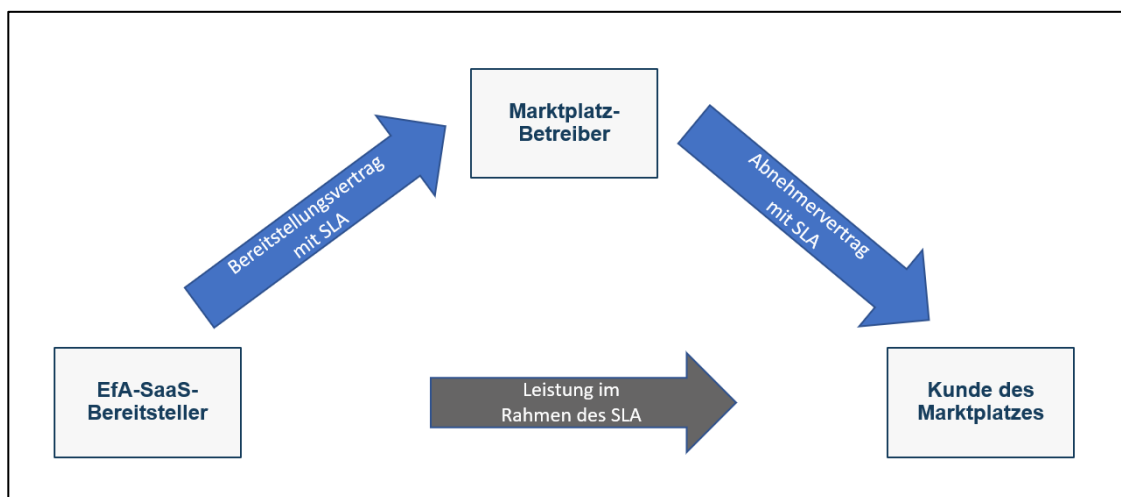 Marktplatz-
Betreiber
Bereitstellungsvertrag
mit SLA
Abnehmervertrag
mit SLA
EfA-SaaS-
Bereitsteller
Leistung im
Rahmen des SLA
Kunde des
Marktplatzes